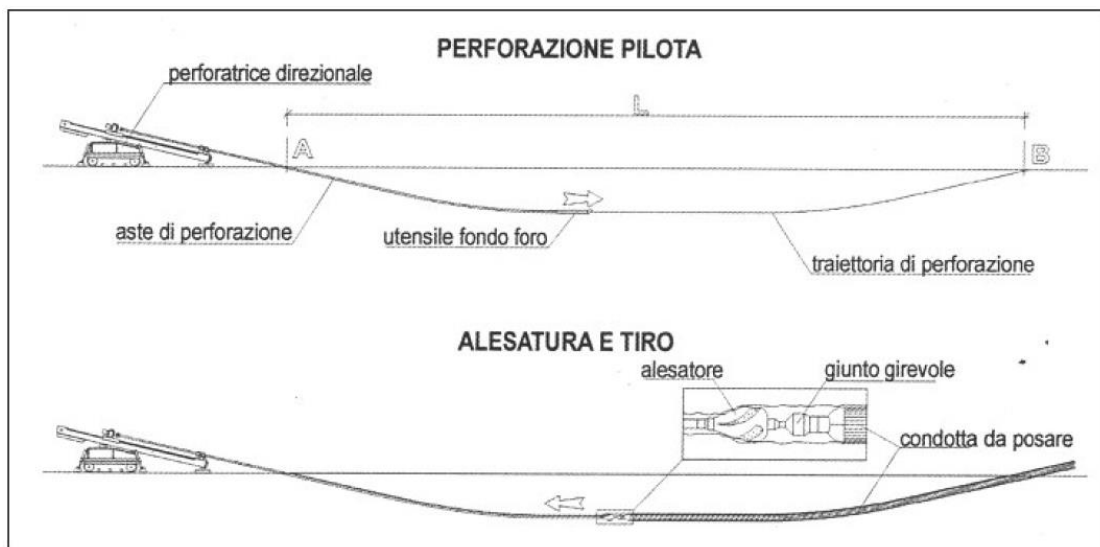 PERFORAZIONE PILOTA
perforatrice direzionale
L
A
B
aste di perforazione
utensile fondo foro
traiettoria di perforazione
ALESATURA E TIRO
alesatore
giunto girevole
condotta da posare